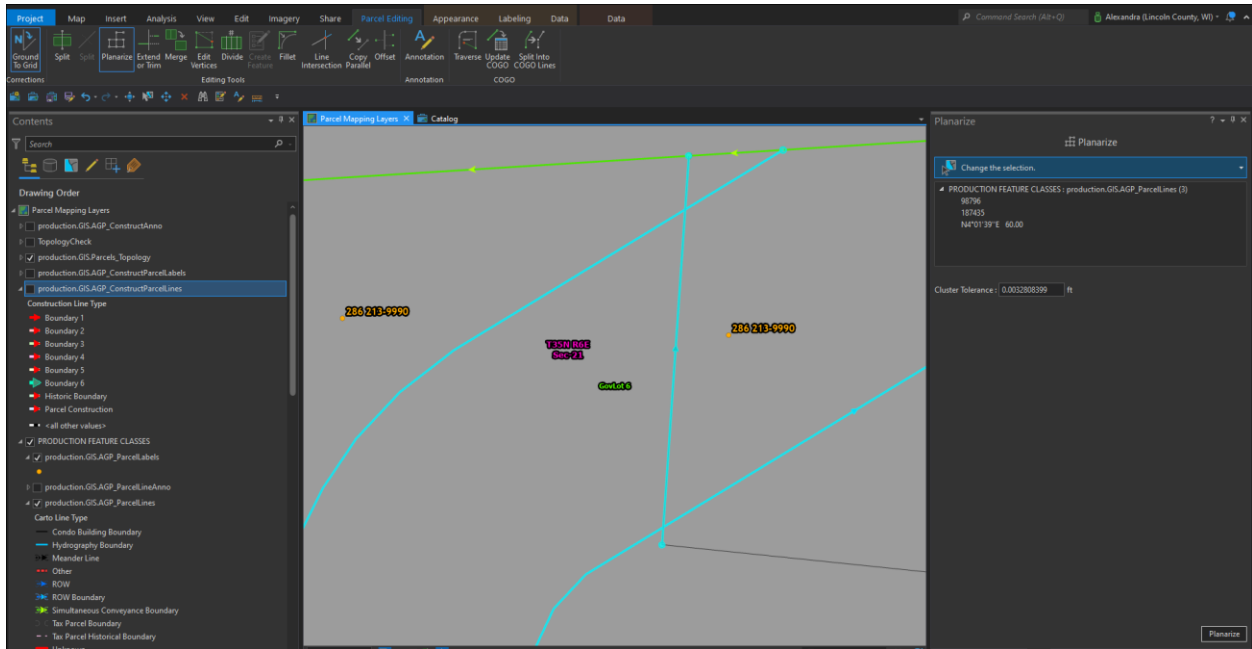 Project Map Insert Analysis View Edit Imagery Share Parcel Editing Appearance Labeling Data Data Command Search (Alt+Q) Alexandra (Lincoln County, WI)
Ground To Grid
Split
Split
Planarize
Extend or Trim
Merge
Edit Vertices
Divide
Create Feature
Fillet
Line Intersection
Copy Parallel
Offset
Annotation
Traverse
Update COGO
Split Into COGO Lines
Corrections Editing Tools Annotation COGO
Contents
Search
Drawing Order
Parcel Mapping Layers
production.GIS.AGP_ConstructAnno
TopologyCheck
production.GIS.Parcels_Topology
production.GIS.AGP_ConstructParcelLabels
production.GIS.AGP_ConstructParcelLines
Construction Line Type
Boundary 1
Boundary 2
Boundary 3
Boundary 4
Boundary 5
Boundary 6
Historic Boundary
Parcel Construction
<all other values>
PRODUCTION FEATURE CLASSES
production.GIS.AGP_ParcelLabels
production.GIS.AGP_ParcelLineAnno
production.GIS.AGP_ParcelLines
Carto Line Type
Condo Building Boundary
Hydrography Boundary
Meander Line
Other
ROW
ROW Boundary
Simultaneous Conveyance Boundary
Tax Parcel Boundary
Tax Parcel Historical Boundary
Parcel Mapping Layers Catalog
286 213-9990
T35N R6E
Sec 21
GovLot 6
286 213-9990
Planarize
Planarize
Change the selection.
PRODUCTION FEATURE CLASSES : production.GIS.AGP_ParcelLines (3)
98796
187435
N4°01'39"E 60.00
Cluster Tolerance : 0.0032808399 ft
Planarize